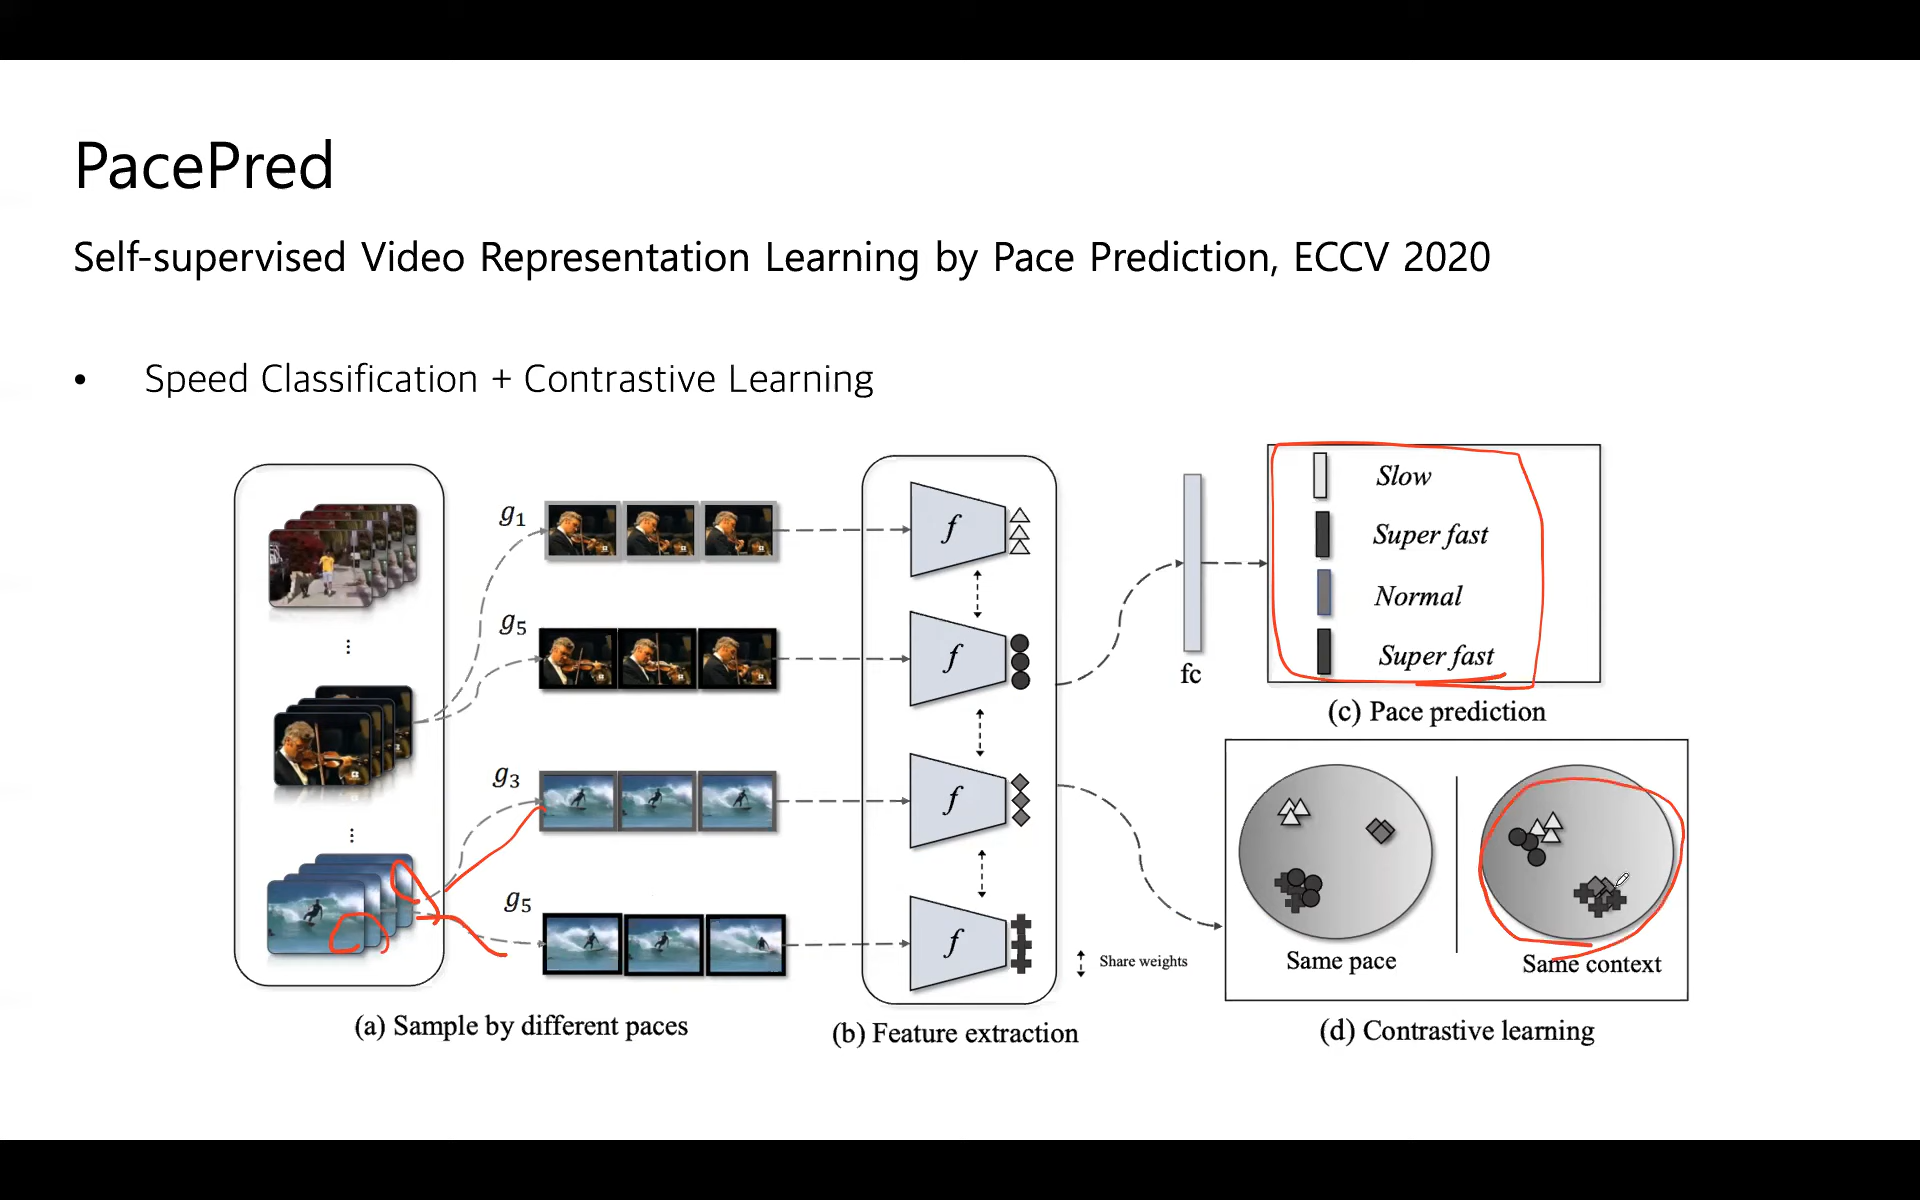 PacePred
Self-supervised Video Representation Learning by Pace Prediction, ECCV 2020
• Speed Classification + Contrastive Learning
g1
g5
g3
g5
f
f
f
f
Share weights
fc
Slow
Super fast
Normal
Super fast
(c) Pace prediction
Same pace
Same context
(a) Sample by different paces
(b) Feature extraction
(d) Contrastive learning